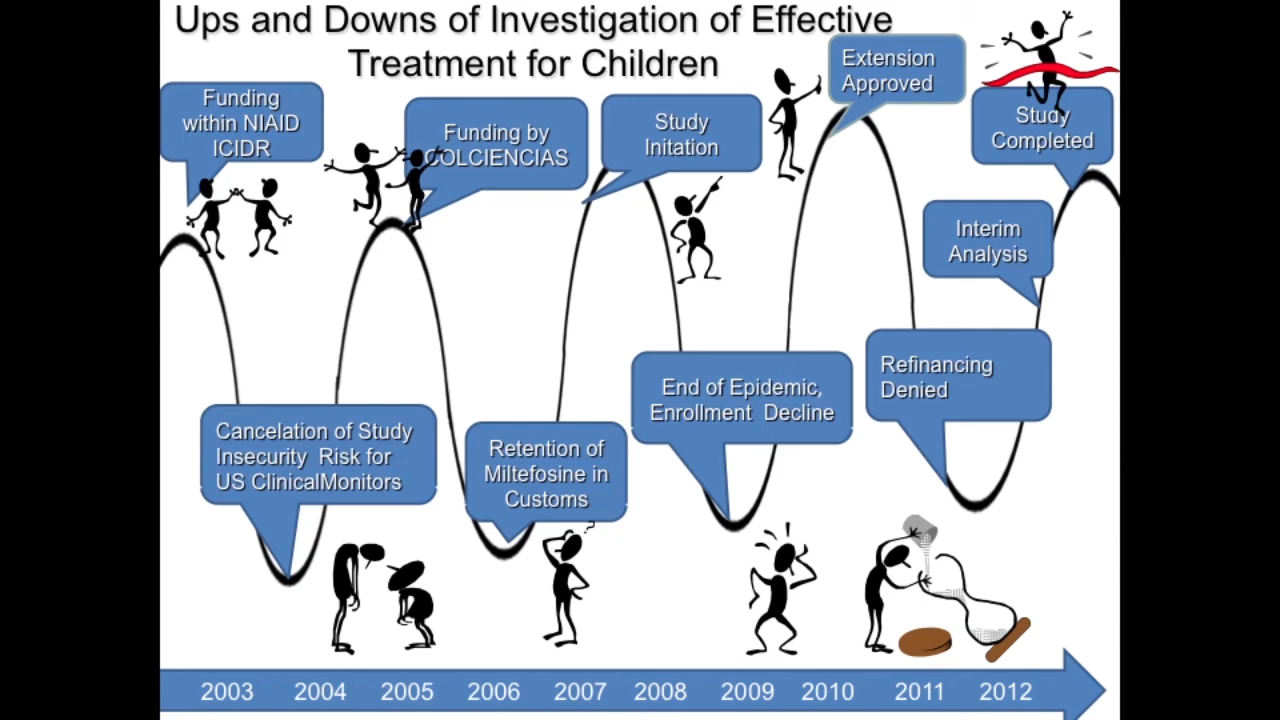 Ups and Downs of Investigation of Effective
Treatment for Children
Funding
within NIAID
ICIDR
Funding by
COLCIENCIAS
Study
Initation
Extension
Approved
Study
Completed
Interim
Analysis
Cancelation of Study
Insecurity Risk for
US ClinicalMonitors
Retention of
Miltefosine in
Customs
End of Epidemic,
Enrollment Decline
Refinancing
Denied
2003 2004 2005 2006 2007 2008 2009 2010 2011 2012